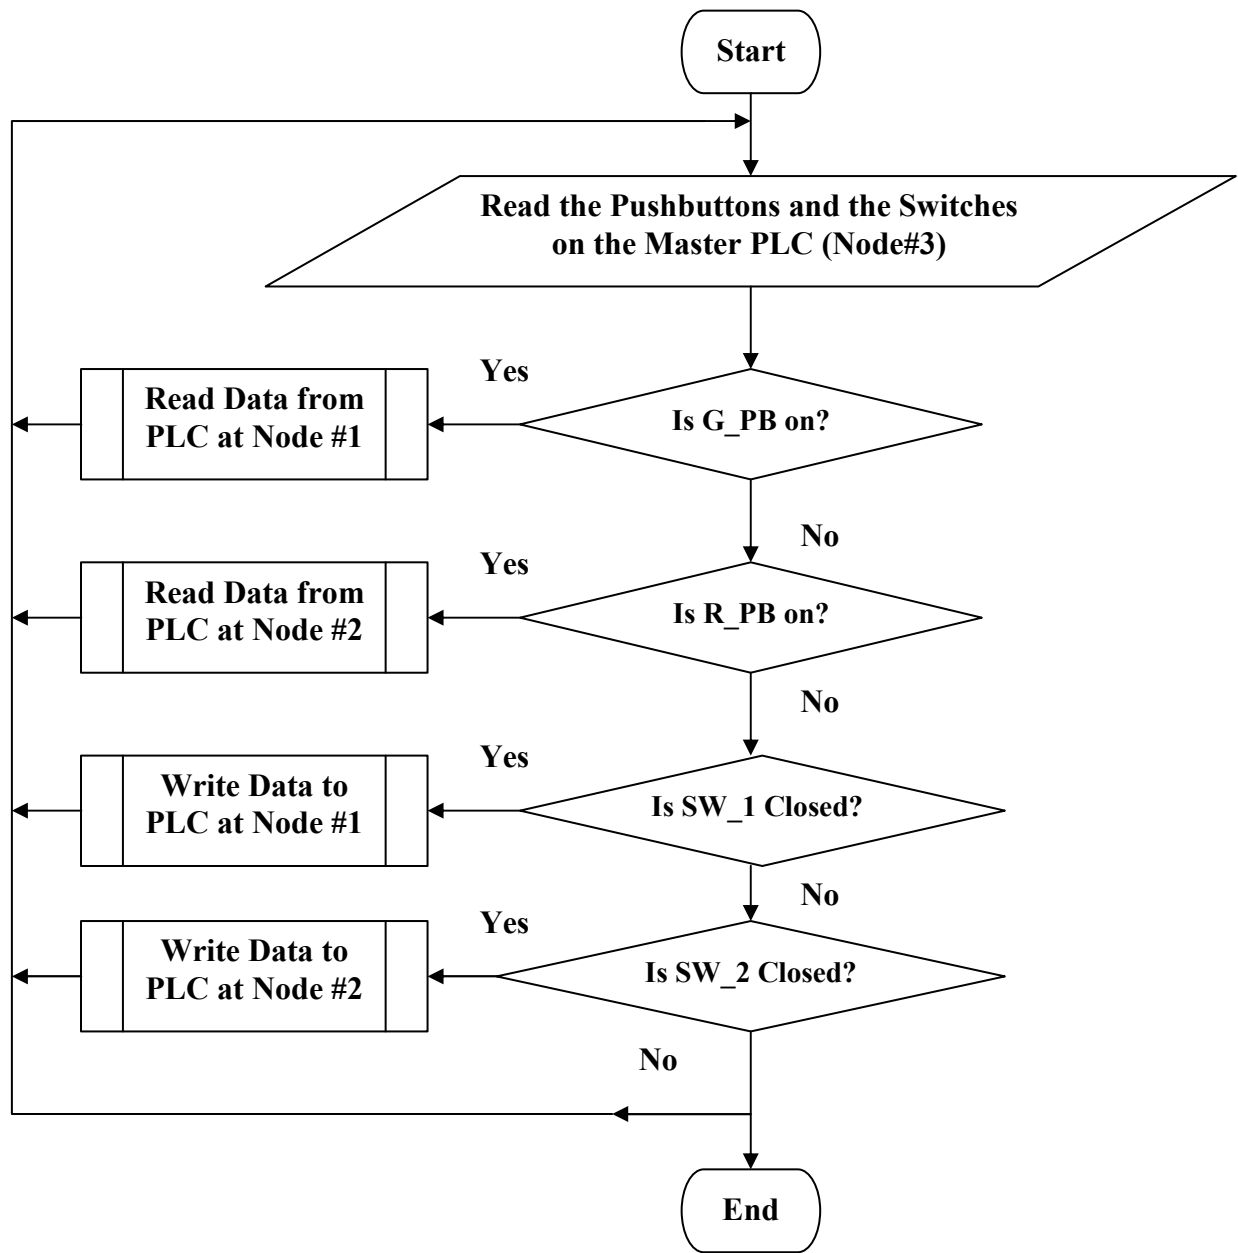 Start
Read the Pushbuttons and the Switches
on the Master PLC (Node#3)
Yes
Read Data from
PLC at Node #1
Is G_PB on?
No
Yes
Read Data from
PLC at Node #2
Is R_PB on?
No
Yes
Write Data to
PLC at Node #1
Is SW_1 Closed?
No
Yes
Write Data to
PLC at Node #2
Is SW_2 Closed?
No
End